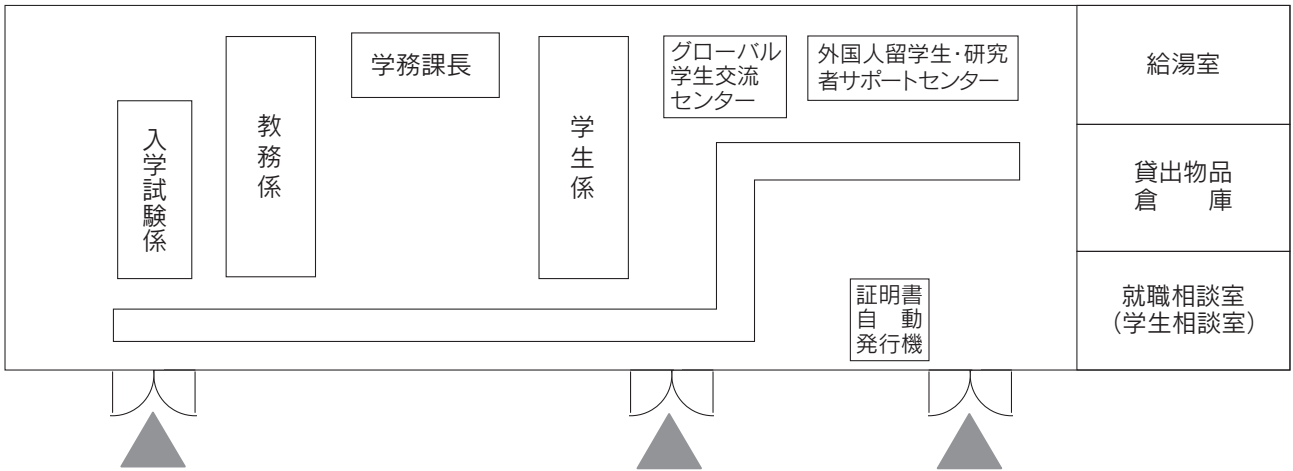 入学試験係
教務係
学務課長
学生係
グローバル
学生交流
センター
外国人留学生・研究
者サポートセンター
給湯室
貸出物品
倉庫
証明書
自動
発行機
就職相談室
（学生相談室）